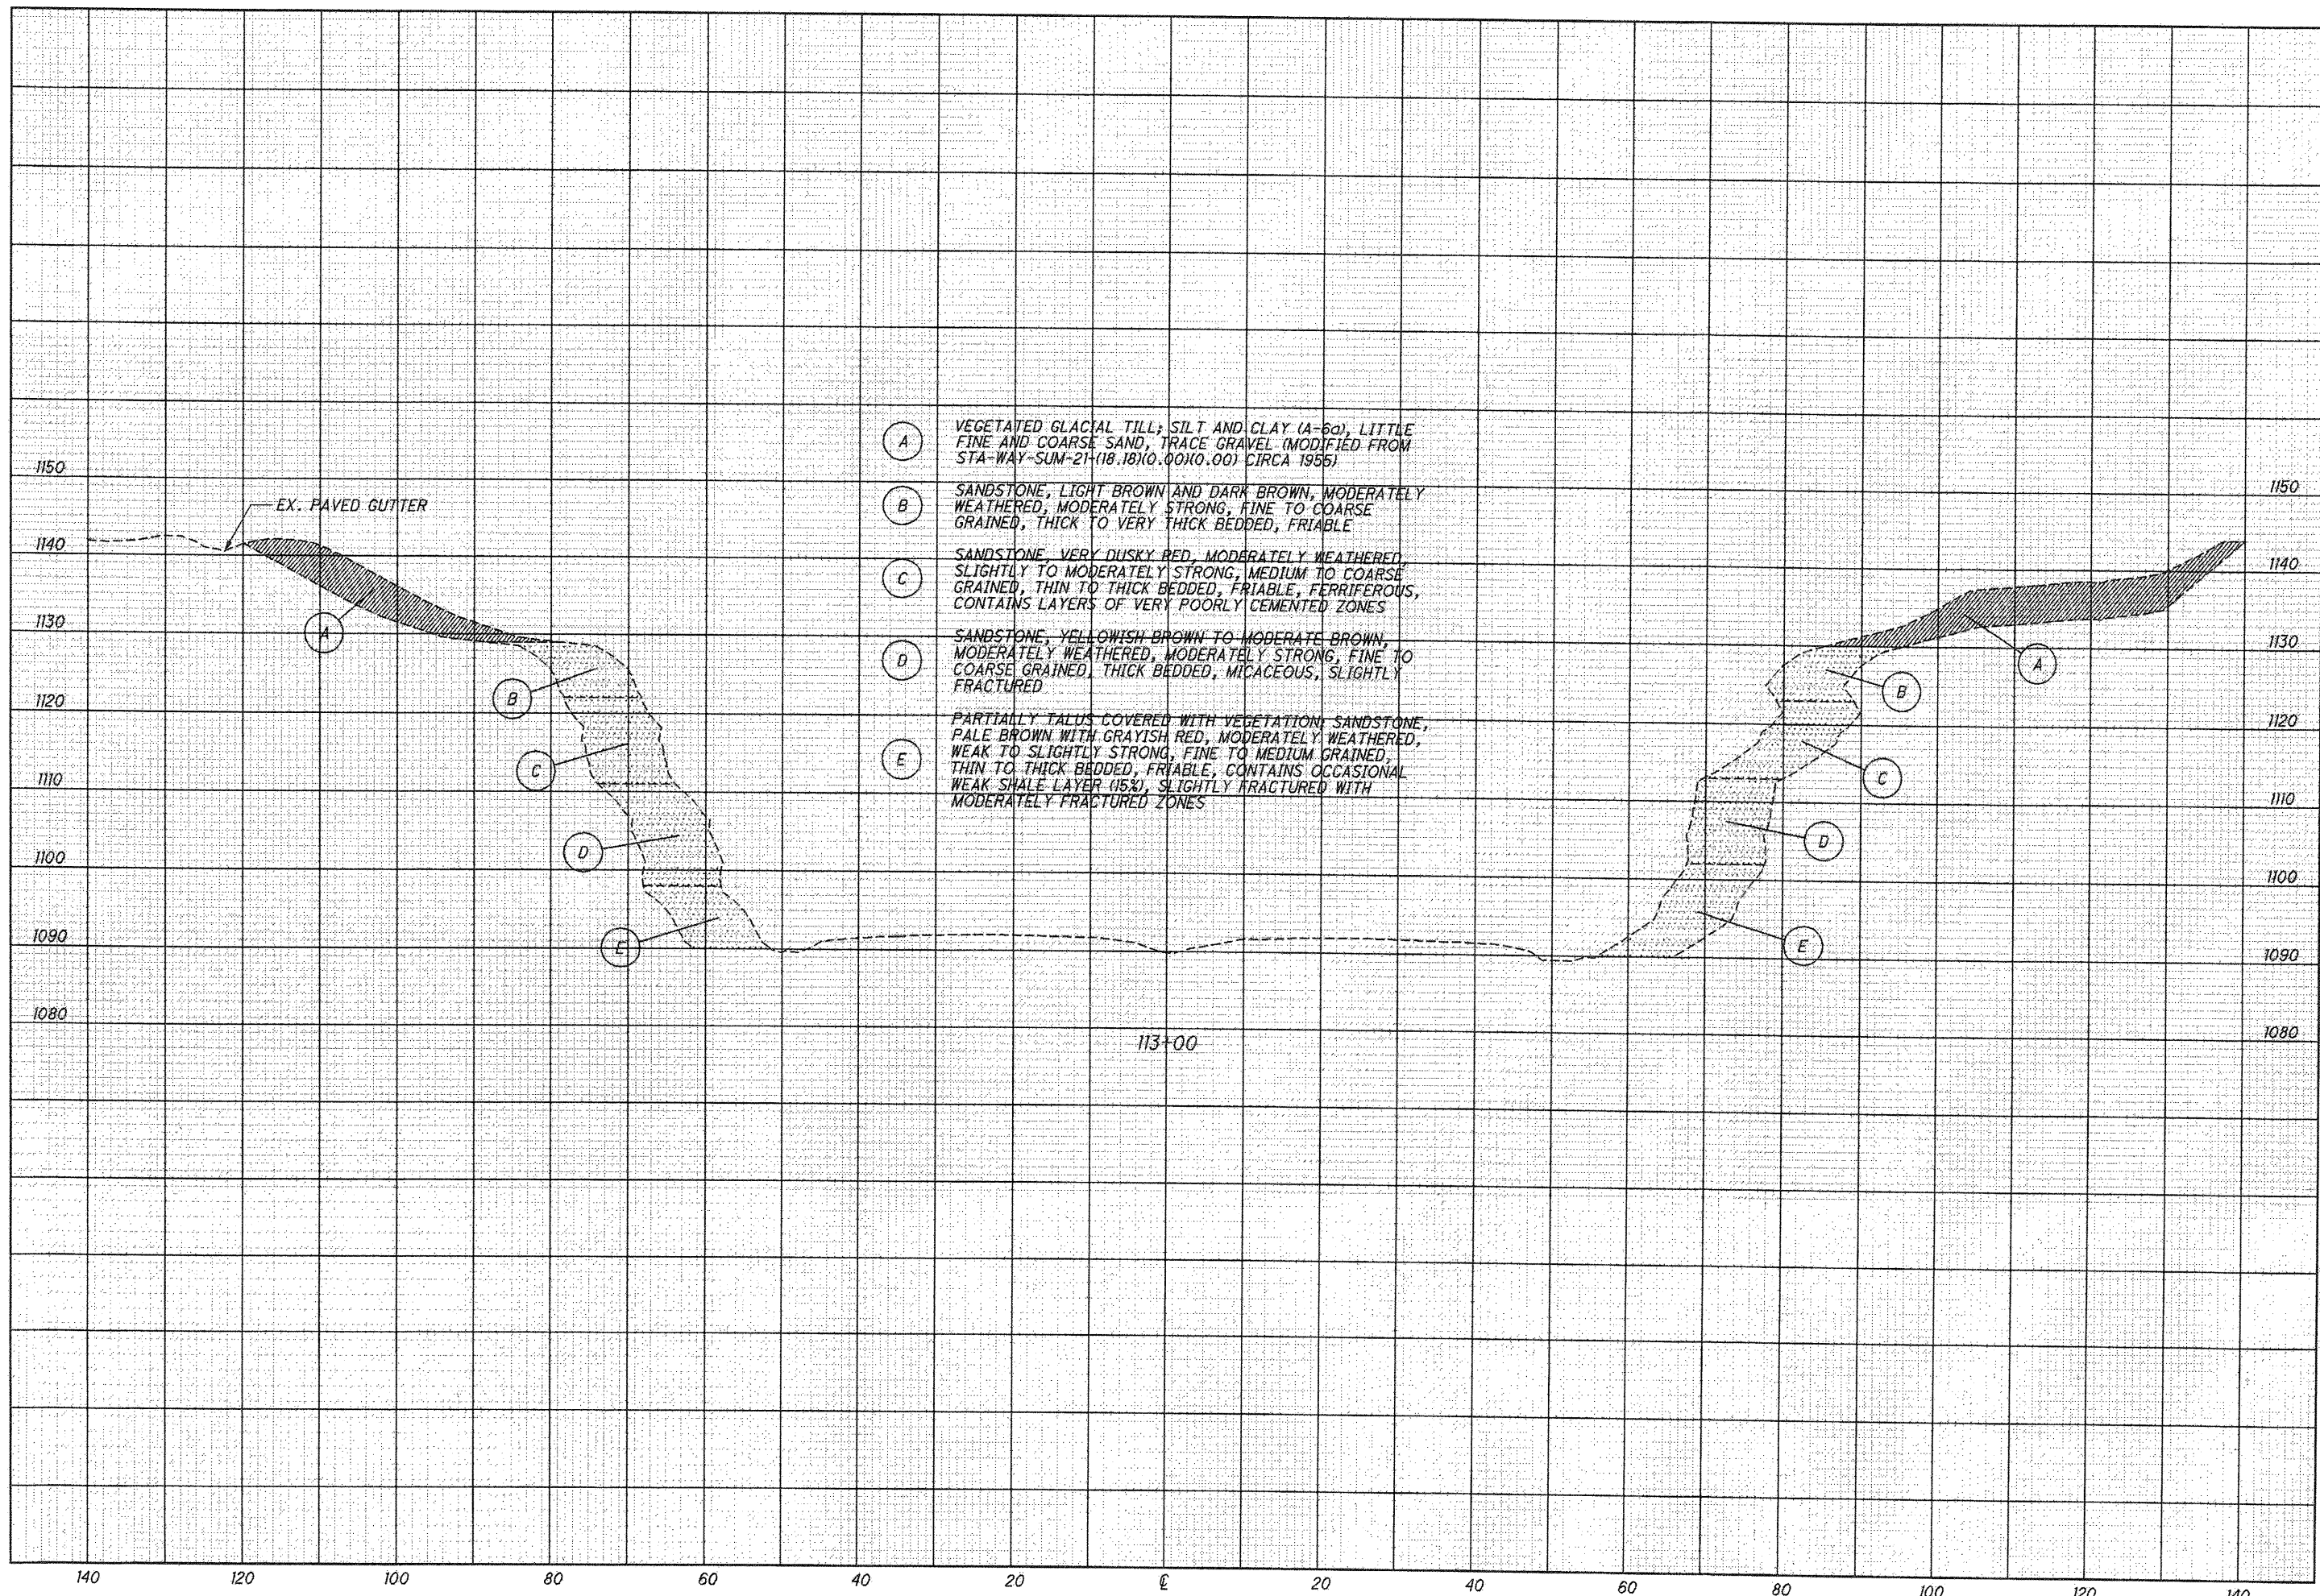 A
VEGETATED GLACIAL TILL; SILT AND CLAY (A-6a), LITTLE
FINE AND COARSE SAND, TRACE GRAVEL (MODIFIED FROM
STA-WAY-SUM-21-(18.18)(0.00)(0.00) CIRCA 1955)
B
SANDSTONE, LIGHT BROWN AND DARK BROWN, MODERATELY
WEATHERED, MODERATELY STRONG, FINE TO COARSE
GRAINED, THICK TO VERY THICK BEDDED, FRIABLE
C
SANDSTONE, VERY DUSKY RED, MODERATELY WEATHERED,
SLIGHTLY TO MODERATELY STRONG, MEDIUM TO COARSE
GRAINED, THIN TO THICK BEDDED, FRIABLE, FERRIFEROUS,
CONTAINS LAYERS OF VERY POORLY CEMENTED ZONES
D
SANDSTONE, YELLOWISH BROWN TO MODERATE BROWN,
MODERATELY WEATHERED, MODERATELY STRONG, FINE TO
COARSE GRAINED, THICK BEDDED, MICACEOUS, SLIGHTLY
FRACTURED
E
PARTIALLY TALUS COVERED WITH VEGETATION; SANDSTONE,
PALE BROWN WITH GRAYISH RED, MODERATELY WEATHERED,
WEAK TO SLIGHTLY STRONG, FINE TO MEDIUM GRAINED,
THIN TO THICK BEDDED, FRIABLE, CONTAINS OCCASIONAL
WEAK SHALE LAYER (15%), SLIGHTLY FRACTURED WITH
MODERATELY FRACTURED ZONES
1150
1140
1130
1120
1110
1100
1090
1080
EX. PAVED GUTTER
A
B
C
D
E
113+00
1150
1140
1130
1120
1110
1100
1090
1080
A
B
C
D
E
140 120 100 80 60 40 20 ℄ 20 40 60 80 100 120 140